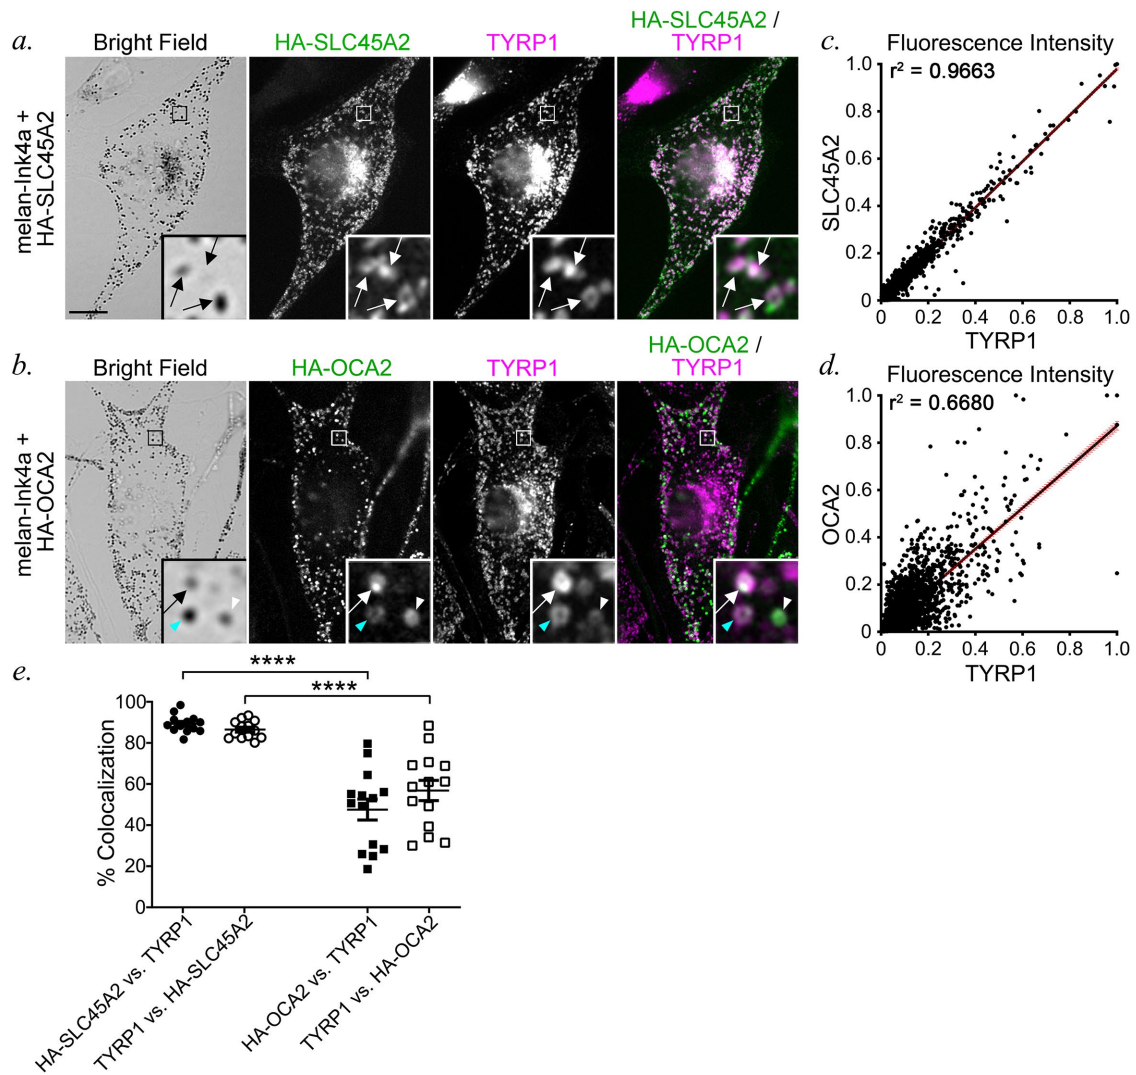 a.
Bright Field
HA-SLC45A2
TYRP1
HA-SLC45A2 /
TYRP1
melan-Ink4a +
HA-SLC45A2
c.
Fluorescence Intensity
r² = 0.9663
SLC45A2
1.0
0.8
0.6
0.4
0.2
0
0 0.2 0.4 0.6 0.8 1.0
TYRP1
b.
Bright Field
HA-OCA2
TYRP1
HA-OCA2 /
TYRP1
melan-Ink4a +
HA-OCA2
d.
Fluorescence Intensity
r² = 0.6680
OCA2
1.0
0.8
0.6
0.4
0.2
0
0 0.2 0.4 0.6 0.8 1.0
TYRP1
e.
****
****
% Colocalization
100
80
60
40
20
0
HA-SLC45A2 vs. TYRP1
TYRP1 vs. HA-SLC45A2
HA-OCA2 vs. TYRP1
TYRP1 vs. HA-OCA2